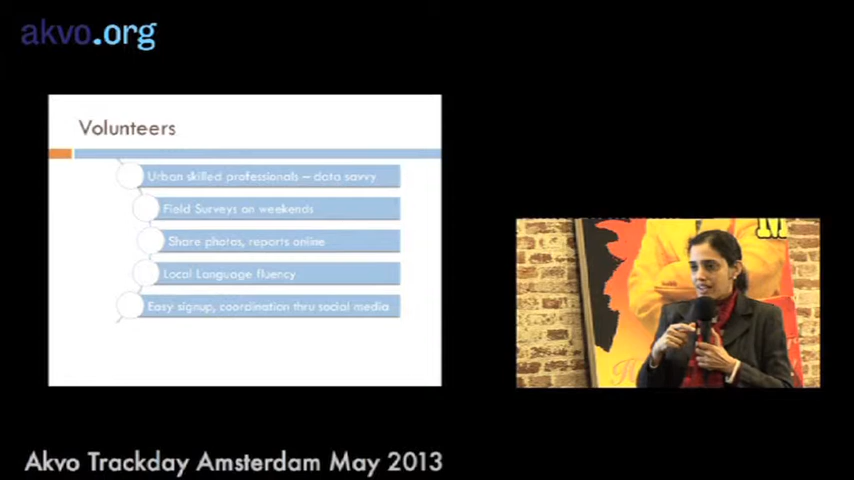 akvo.org
Volunteers
Urban skilled professionals – data savvy
Field Surveys on weekends
Share photos, reports online
Local Language fluency
Easy signup, coordination thru social media
M
Akvo Trackday Amsterdam May 2013